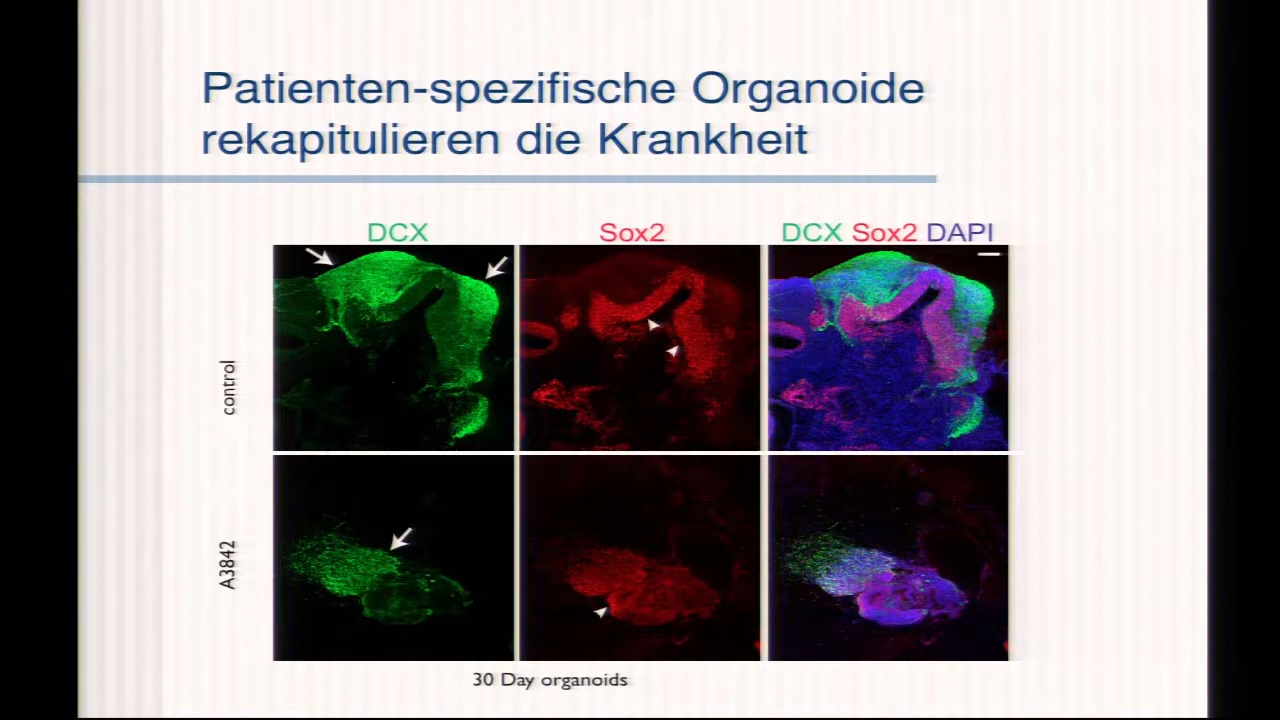 Patienten-spezifische Organoide
rekapitulieren die Krankheit
DCX
Sox2
DCX Sox2 DAPI
control
A3842
30 Day organoids